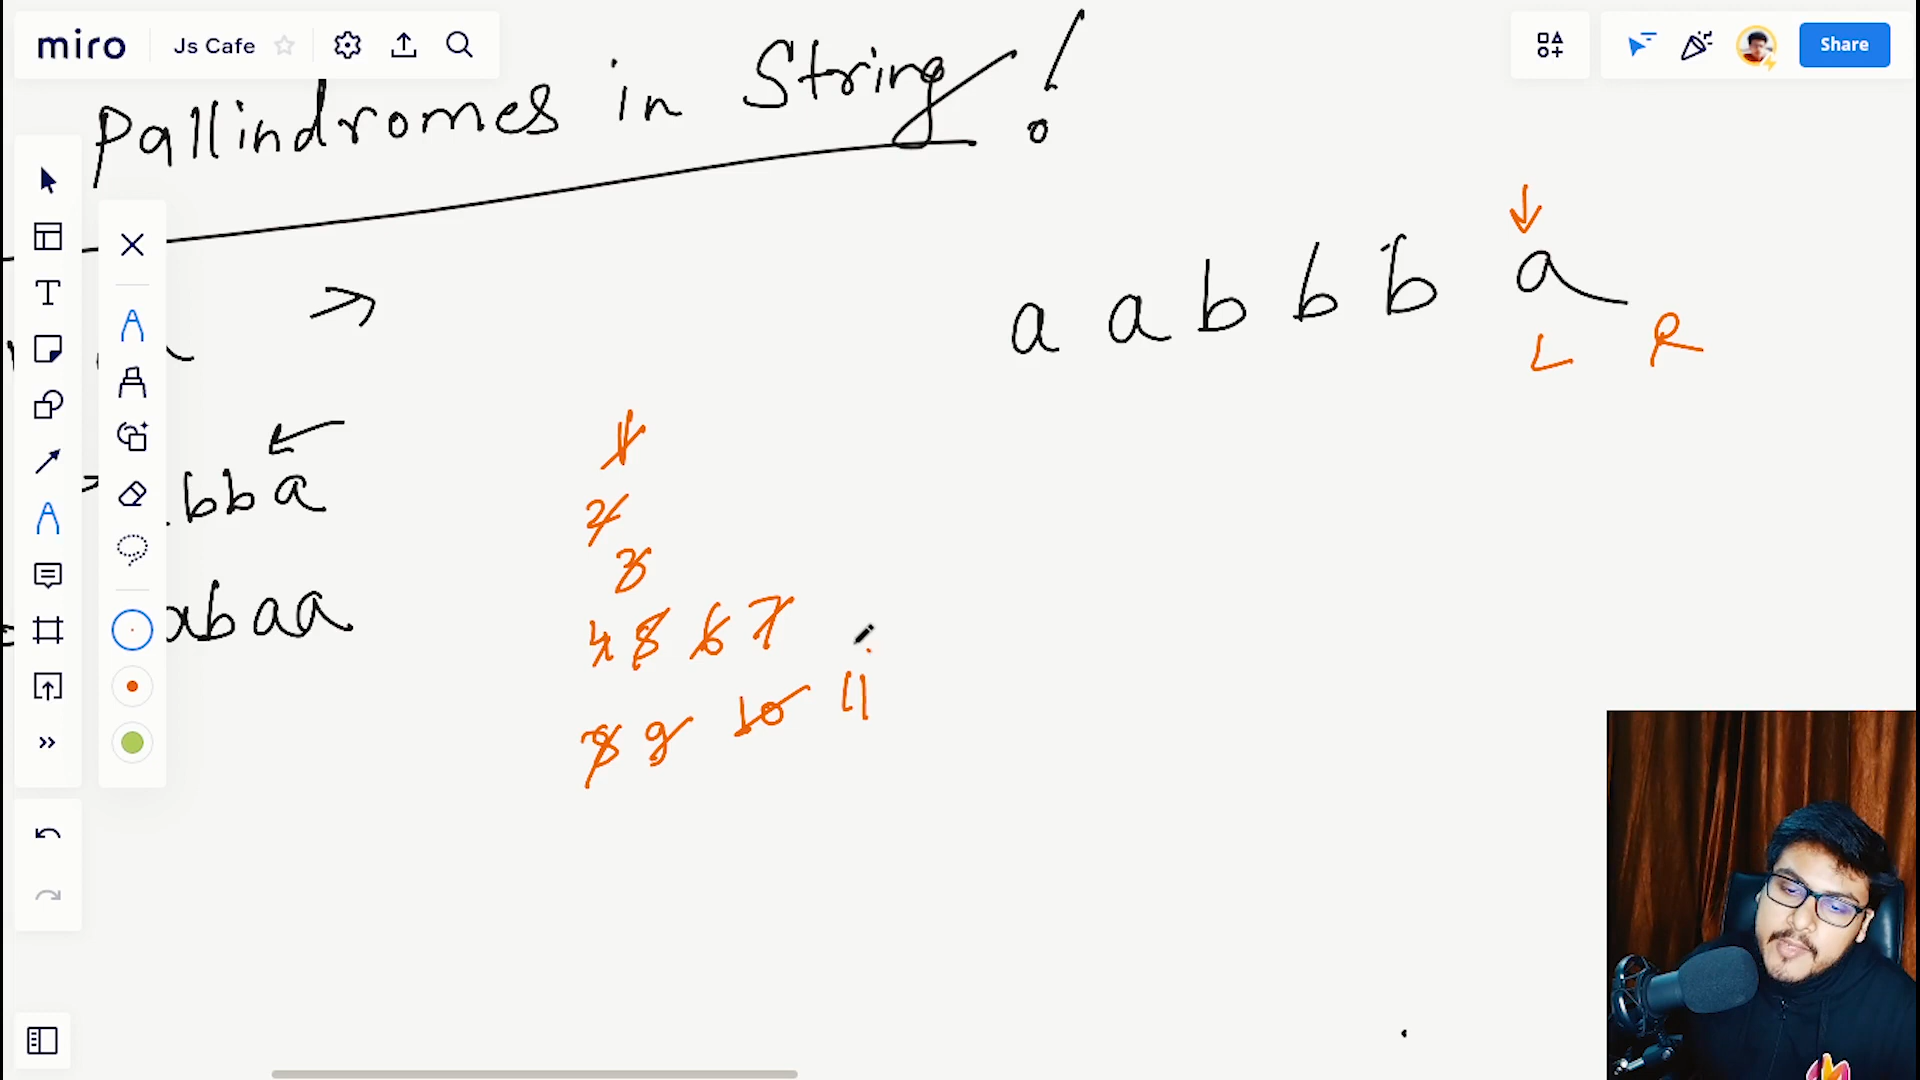 miro Js Cafe Share
Pallindromes in String !
a a b b b a
L R
bba
abaa
1
2
3
4 5 6 7
8 9 10 11